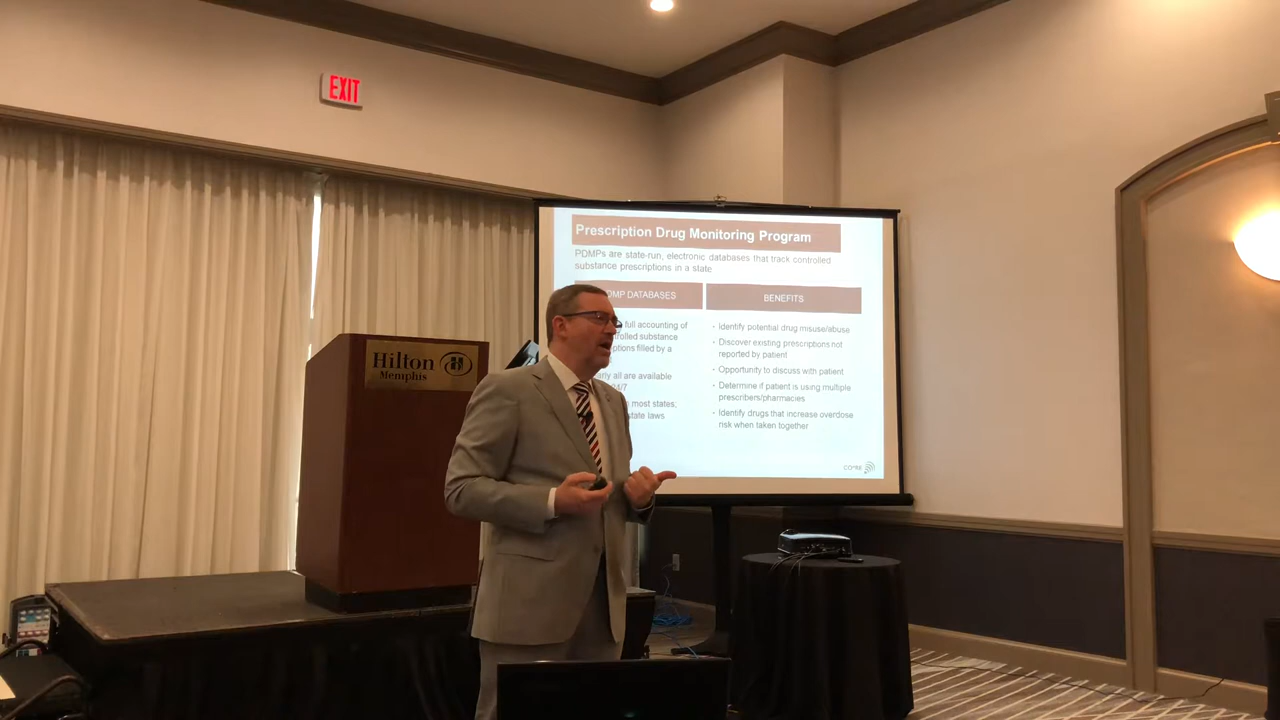 EXIT
Hilton
Memphis
Prescription Drug Monitoring Program
PDMPs are state-run, electronic databases that track controlled
substance prescriptions in a state
DATABASES
full accounting of
substance
filled by a
all are available
24/7
most states;
state laws
BENEFITS
• Identify potential drug misuse/abuse
• Discover existing prescriptions not
reported by patient
• Opportunity to discuss with patient
• Determine if patient is using multiple
prescribers/pharmacies
• Identify drugs that increase overdose
risk when taken together